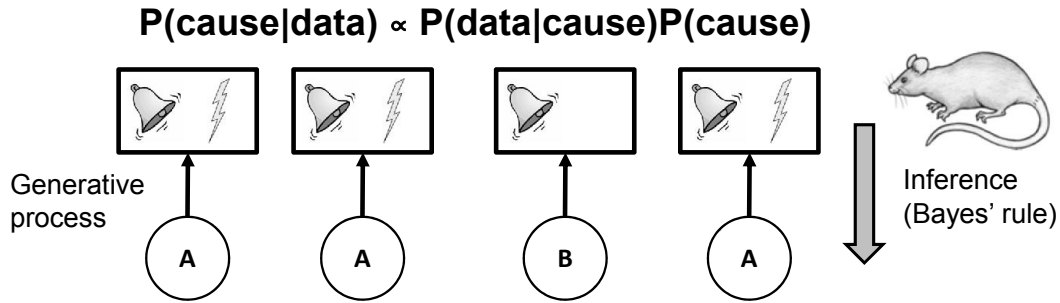 P(cause|data) ∝ P(data|cause)P(cause)
Generative
process
A
A
B
A
Inference
(Bayes' rule)